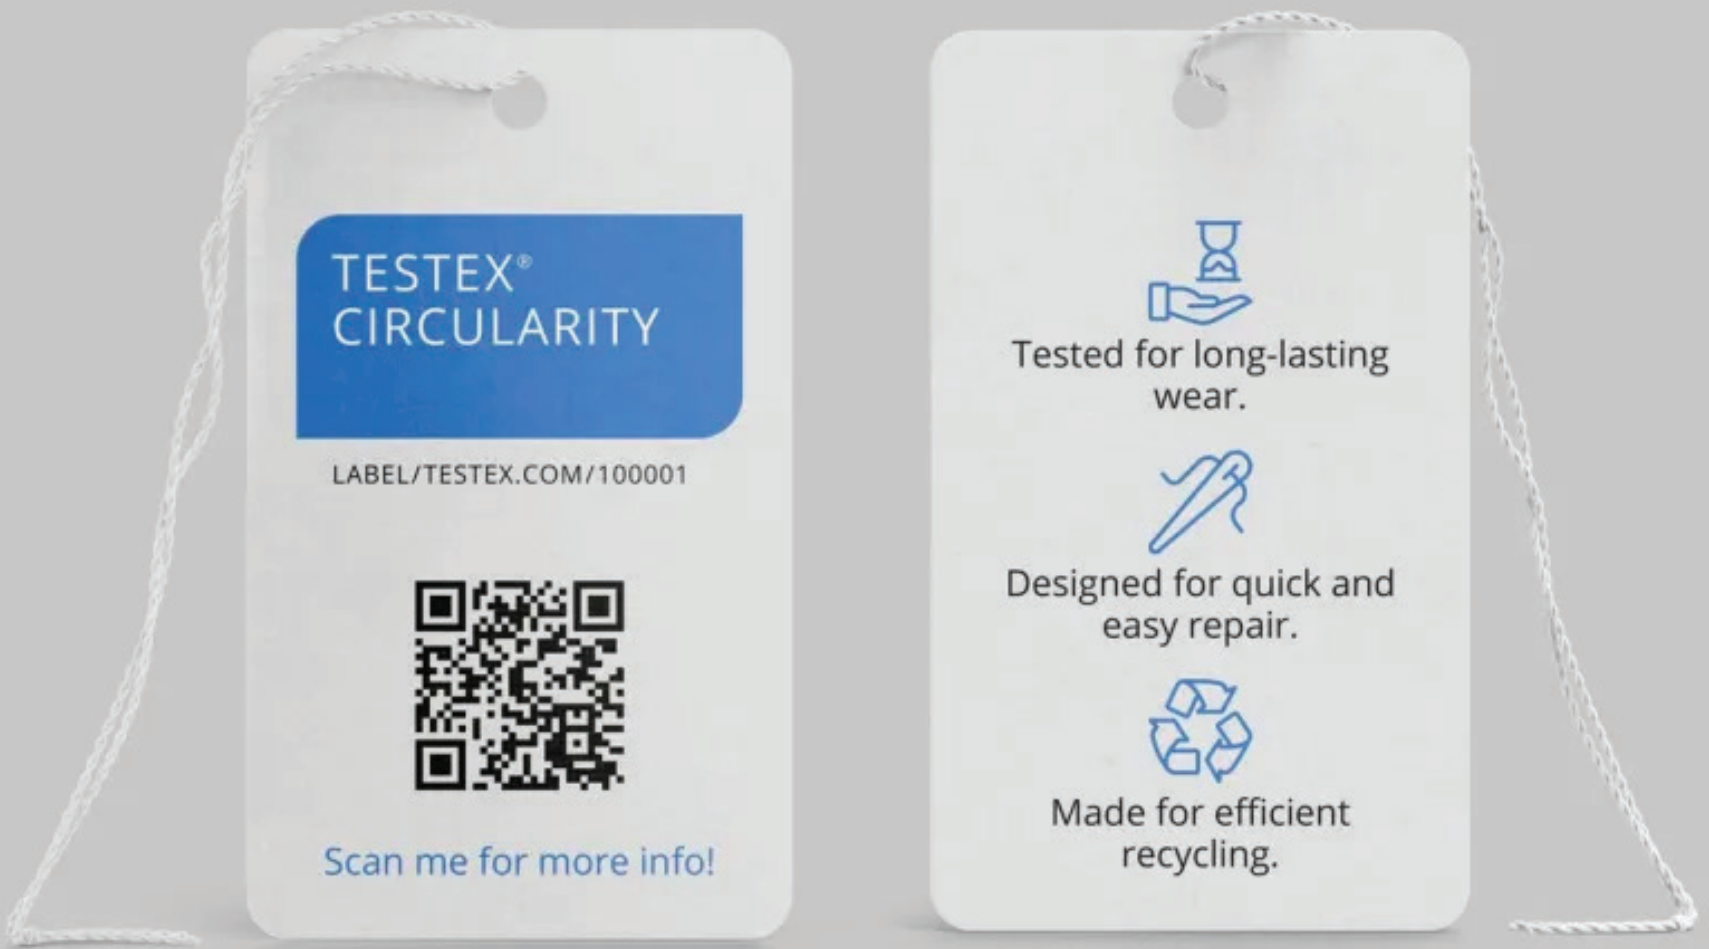 TESTEX®
CIRCULARITY
LABEL/TESTEX.COM/100001
Scan me for more info!
Tested for long-lasting
wear.
Designed for quick and
easy repair.
Made for efficient
recycling.